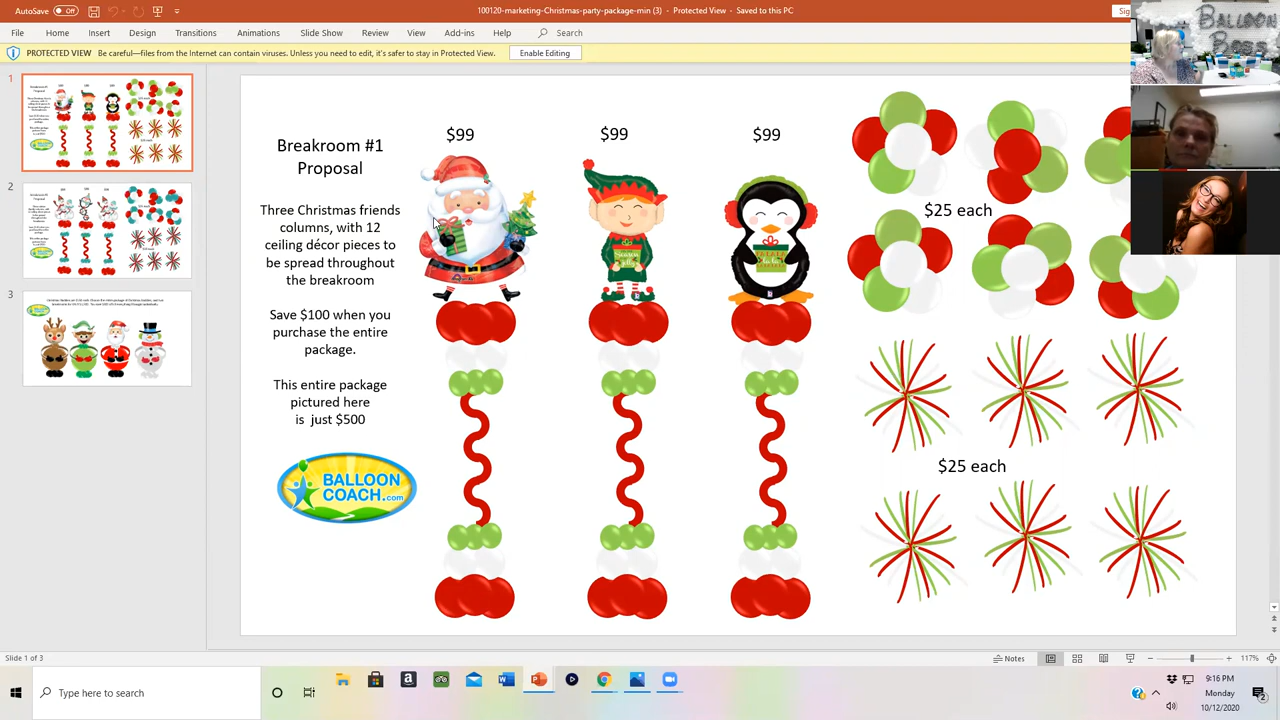 AutoSave Off
100120-marketing-Christmas-party-package-min (3) - Protected View - Saved to this PC
File Home Insert Design Transitions Animations Slide Show Review View Add-ins Help Search
PROTECTED VIEW Be careful—files from the Internet can contain viruses. Unless you need to edit, it's safer to stay in Protected View. Enable Editing
1
2
3
Breakroom #1
Proposal
Three Christmas friends
columns, with 12
ceiling décor pieces to
be spread throughout
the breakroom
Save $100 when you
purchase the entire
package.
This entire package
pictured here
is just $500
BALLOON
COACH.com
$99
$99
$99
$25 each
$25 each
BALLOON
Slide 1 of 3
Notes
117%
Type here to search
9:16 PM
Monday
10/12/2020